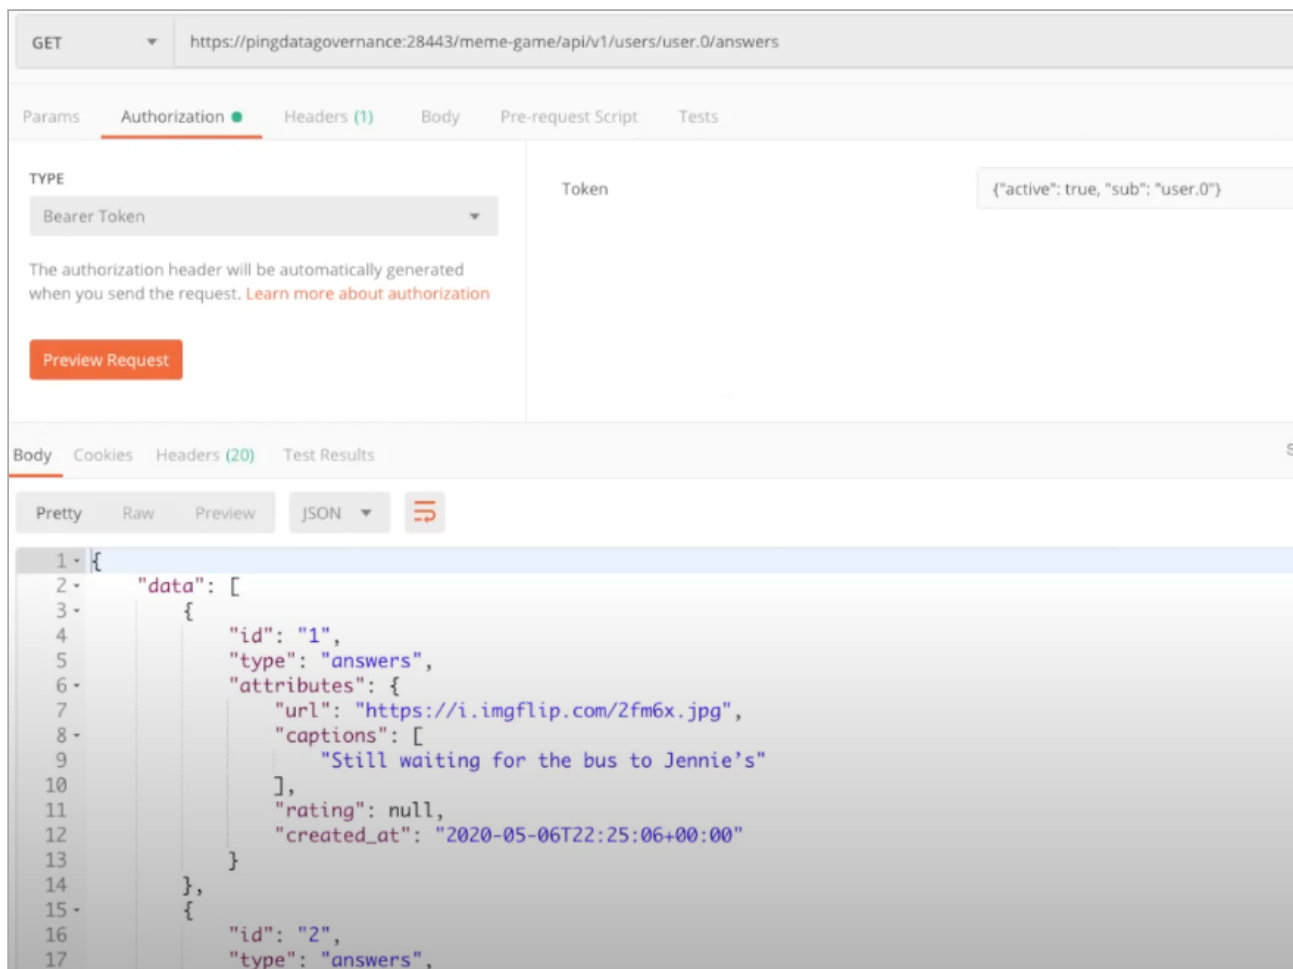 GET https://pingdatagovernance:28443/meme-game/api/v1/users/user.0/answers
Params Authorization Headers (1) Body Pre-request Script Tests
TYPE
Bearer Token
The authorization header will be automatically generated
when you send the request. Learn more about authorization
Preview Request
Token {"active": true, "sub": "user.0"}
Body Cookies Headers (20) Test Results
Pretty Raw Preview JSON
1 {
2 "data": [
3 {
4 "id": "1",
5 "type": "answers",
6 "attributes": {
7 "url": "https://i.imgflip.com/2fm6x.jpg",
8 "captions": [
9 "Still waiting for the bus to Jennie’s"
10 ],
11 "rating": null,
12 "created_at": "2020-05-06T22:25:06+00:00"
13 }
14 },
15 {
16 "id": "2",
17 "type": "answers",